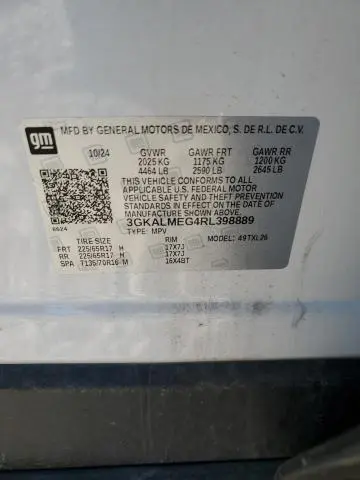 gm MFD BY GENERAL MOTORS DE MEXICO, S. DE R.L. DE C.V.
10/24 GVWR GAWR FRT GAWR RR
2025 KG 1175 KG 1200 KG
4464 LB 2590 LB 2645 LB
THIS VEHICLE CONFORMS TO ALL
APPLICABLE U.S. FEDERAL MOTOR
VEHICLE SAFETY AND THEFT PREVENTION
STANDARDS IN EFFECT ON THE DATE OF
MANUFACTURE SHOWN ABOVE.
3GKALMEG4RL398889
6624 TYPE: MPV MODEL: 49TXL26
TIRE SIZE RIM
FRT 225/65R17 H 17X7J
RR 225/65R17 H 17X7J
SPA T135/70R16 M 16X4BT